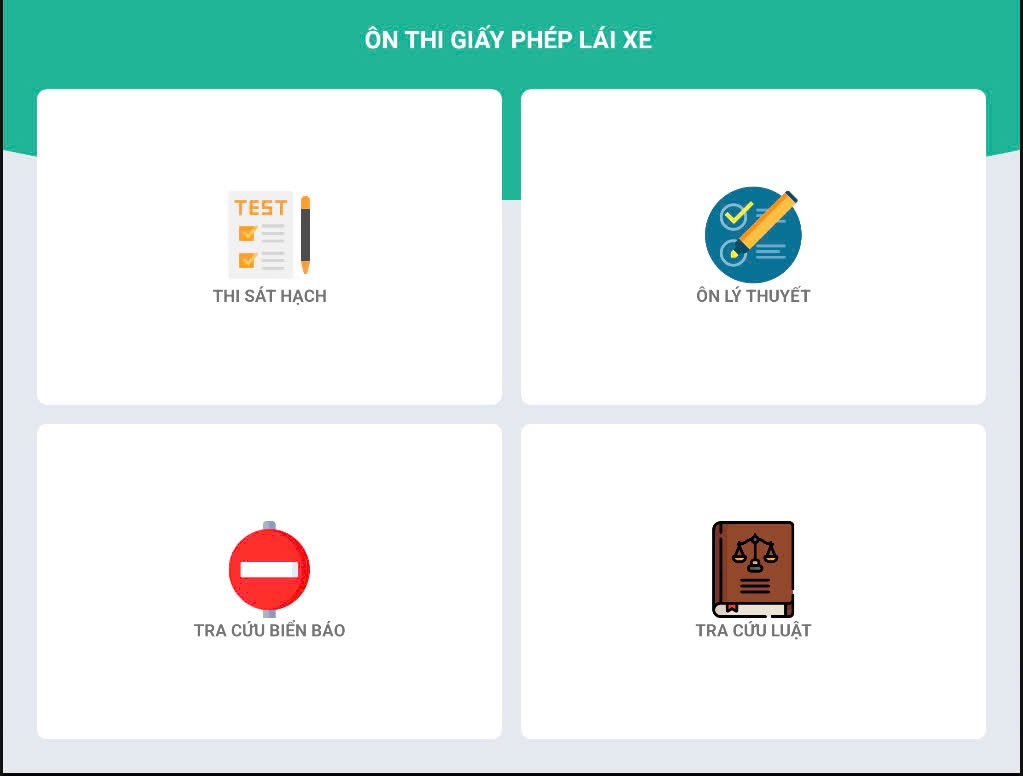 ÔN THI GIẤY PHÉP LÁI XE
TEST
THI SÁT HẠCH
ÔN LÝ THUYẾT
TRA CỨU BIỂN BÁO
TRA CỨU LUẬT